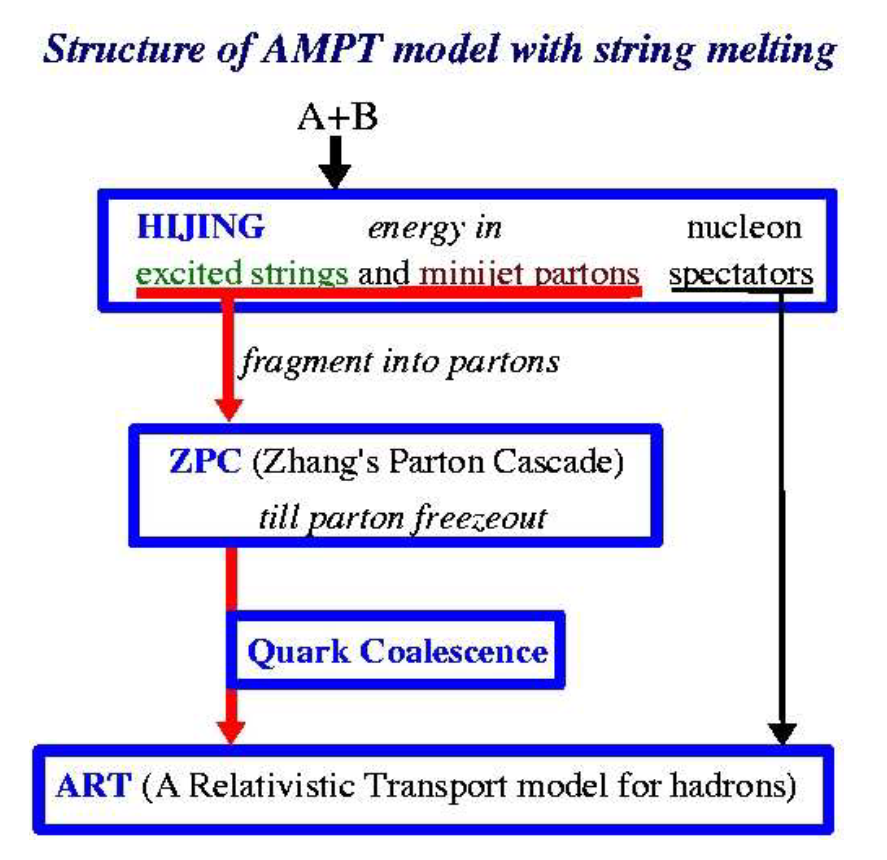 Structure of AMPT model with string melting
A+B
HIJING energy in nucleon
excited strings and minijet partons spectators
fragment into partons
ZPC (Zhang's Parton Cascade)
till parton freezeout
Quark Coalescence
ART (A Relativistic Transport model for hadrons)